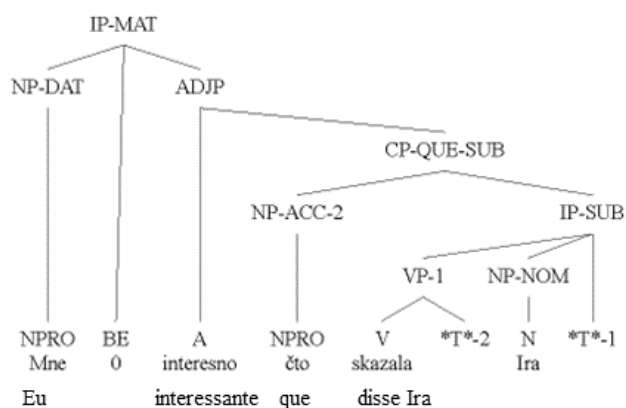 IP-MAT
NP-DAT ADJP
CP-QUE-SUB
NP-ACC-2 IP-SUB
VP-1 NP-NOM
NPRO BE A NPRO V *T*-2 N *T*-1
Mne 0 interesno čto skazala Ira
Eu interessante que disse Ira